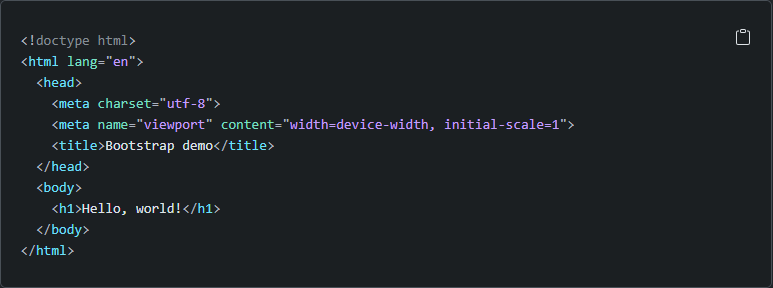 <!doctype html>
<html lang="en">
  <head>
    <meta charset="utf-8">
    <meta name="viewport" content="width=device-width, initial-scale=1">
    <title>Bootstrap demo</title>
  </head>
  <body>
    <h1>Hello, world!</h1>
  </body>
</html>